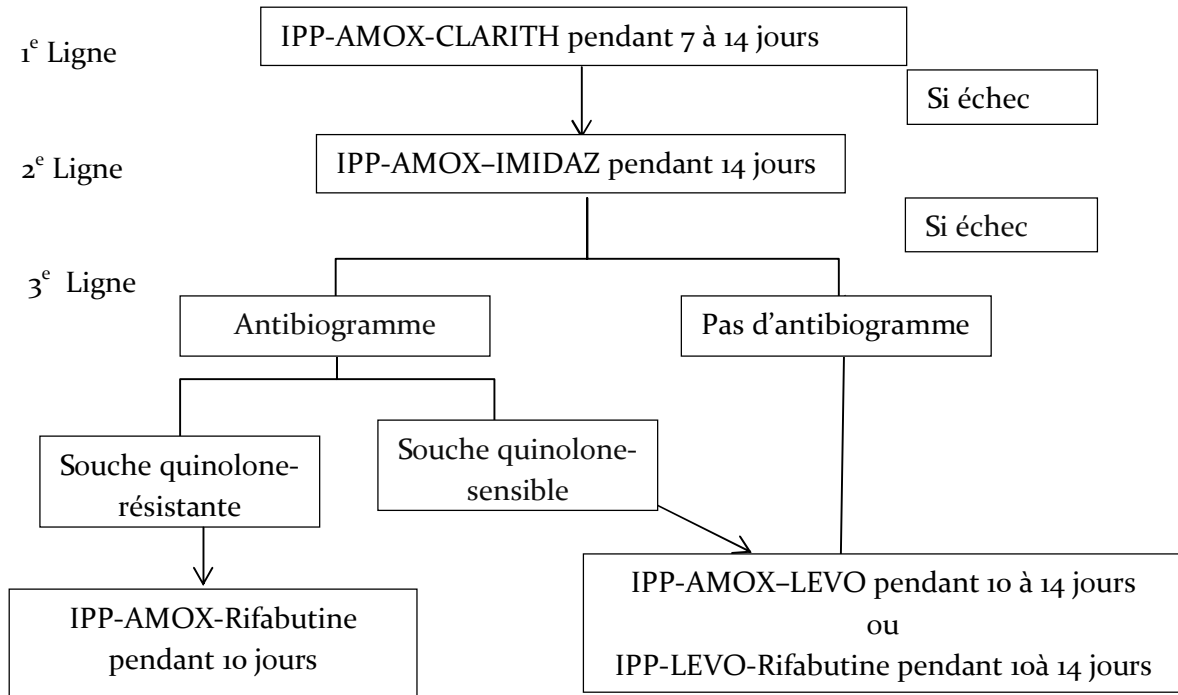 IPP-AMOX-CLARITH pendant 7 à 14 jours
1e Ligne
Si échec
IPP-AMOX–IMIDAZ pendant 14 jours
2e Ligne
Si échec
3e Ligne
Antibiogramme
Pas d'antibiogramme
Souche quinolone-
résistante
Souche quinolone-
sensible
IPP-AMOX-Rifabutine
pendant 10 jours
IPP-AMOX–LEVO pendant 10 à 14 jours
ou
IPP-LEVO-Rifabutine pendant 10à 14 jours